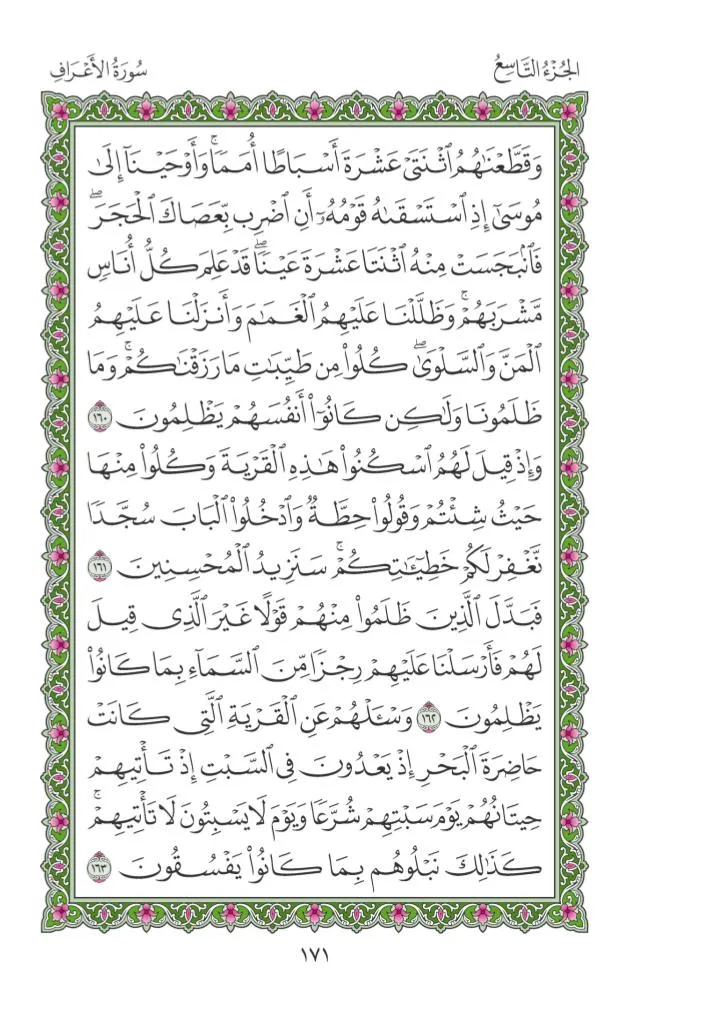 الجُزْءُ التَّاسِعُ
سُورَةُ الأَعْرَافِ
وَقَطَّعْنَٰهُمُ ٱثْنَتَىْ عَشْرَةَ أَسْبَاطًا أُمَمًاۚ وَأَوْحَيْنَآ إِلَىٰ
مُوسَىٰٓ إِذِ ٱسْتَسْقَىٰهُ قَوْمُهُۥٓ أَنِ ٱضْرِب بِّعَصَاكَ ٱلْحَجَرَۖ
فَٱنۢبَجَسَتْ مِنْهُ ٱثْنَتَا عَشْرَةَ عَيْنًاۖ قَدْ عَلِمَ كُلُّ أُنَاسٍ
مَّشْرَبَهُمْۚ وَظَلَّلْنَا عَلَيْهِمُ ٱلْغَمَٰمَ وَأَنزَلْنَا عَلَيْهِمُ
ٱلْمَنَّ وَٱلسَّلْوَىٰۖ كُلُوا۟ مِن طَيِّبَٰتِ مَا رَزَقْنَٰكُمْۚ وَمَا
ظَلَمُونَا وَلَٰكِن كَانُوٓا۟ أَنفُسَهُمْ يَظْلِمُونَ ١٦٠
وَإِذْ قِيلَ لَهُمُ ٱسْكُنُوا۟ هَٰذِهِ ٱلْقَرْيَةَ وَكُلُوا۟ مِنْهَا
حَيْثُ شِئْتُمْ وَقُولُوا۟ حِطَّةٌ وَٱدْخُلُوا۟ ٱلْبَابَ سُجَّدًا
نَّغْفِرْ لَكُمْ خَطِيٓـَٰٔتِكُمْۚ سَنَزِيدُ ٱلْمُحْسِنِينَ ١٦١
فَبَدَّلَ ٱلَّذِينَ ظَلَمُوا۟ مِنْهُمْ قَوْلًا غَيْرَ ٱلَّذِى قِيلَ
لَهُمْ فَأَرْسَلْنَا عَلَيْهِمْ رِجْزًا مِّنَ ٱلسَّمَآءِ بِمَا كَانُوا۟
يَظْلِمُونَ ١٦٢ وَسْـَٔلْهُمْ عَنِ ٱلْقَرْيَةِ ٱلَّتِى كَانَتْ
حَاضِرَةَ ٱلْبَحْرِ إِذْ يَعْدُونَ فِى ٱلسَّبْتِ إِذْ تَأْتِيهِمْ
حِيتَانُهُمْ يَوْمَ سَبْتِهِمْ شُرَّعًا وَيَوْمَ لَا يَسْبِتُونَ لَا تَأْتِيهِمْۚ
كَذَٰلِكَ نَبْلُوهُم بِمَا كَانُوا۟ يَفْسُقُونَ ١٦٣
١٧١